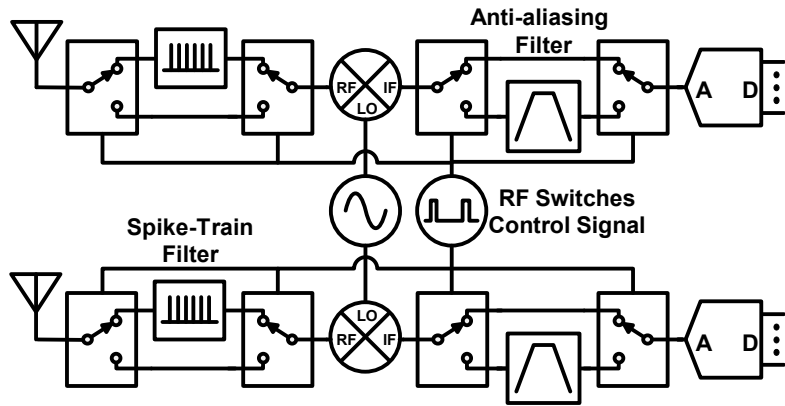 Anti-aliasing
Filter
RF
IF
LO
A
D
RF Switches
Control Signal
Spike-Train
Filter
LO
RF
IF
A
D